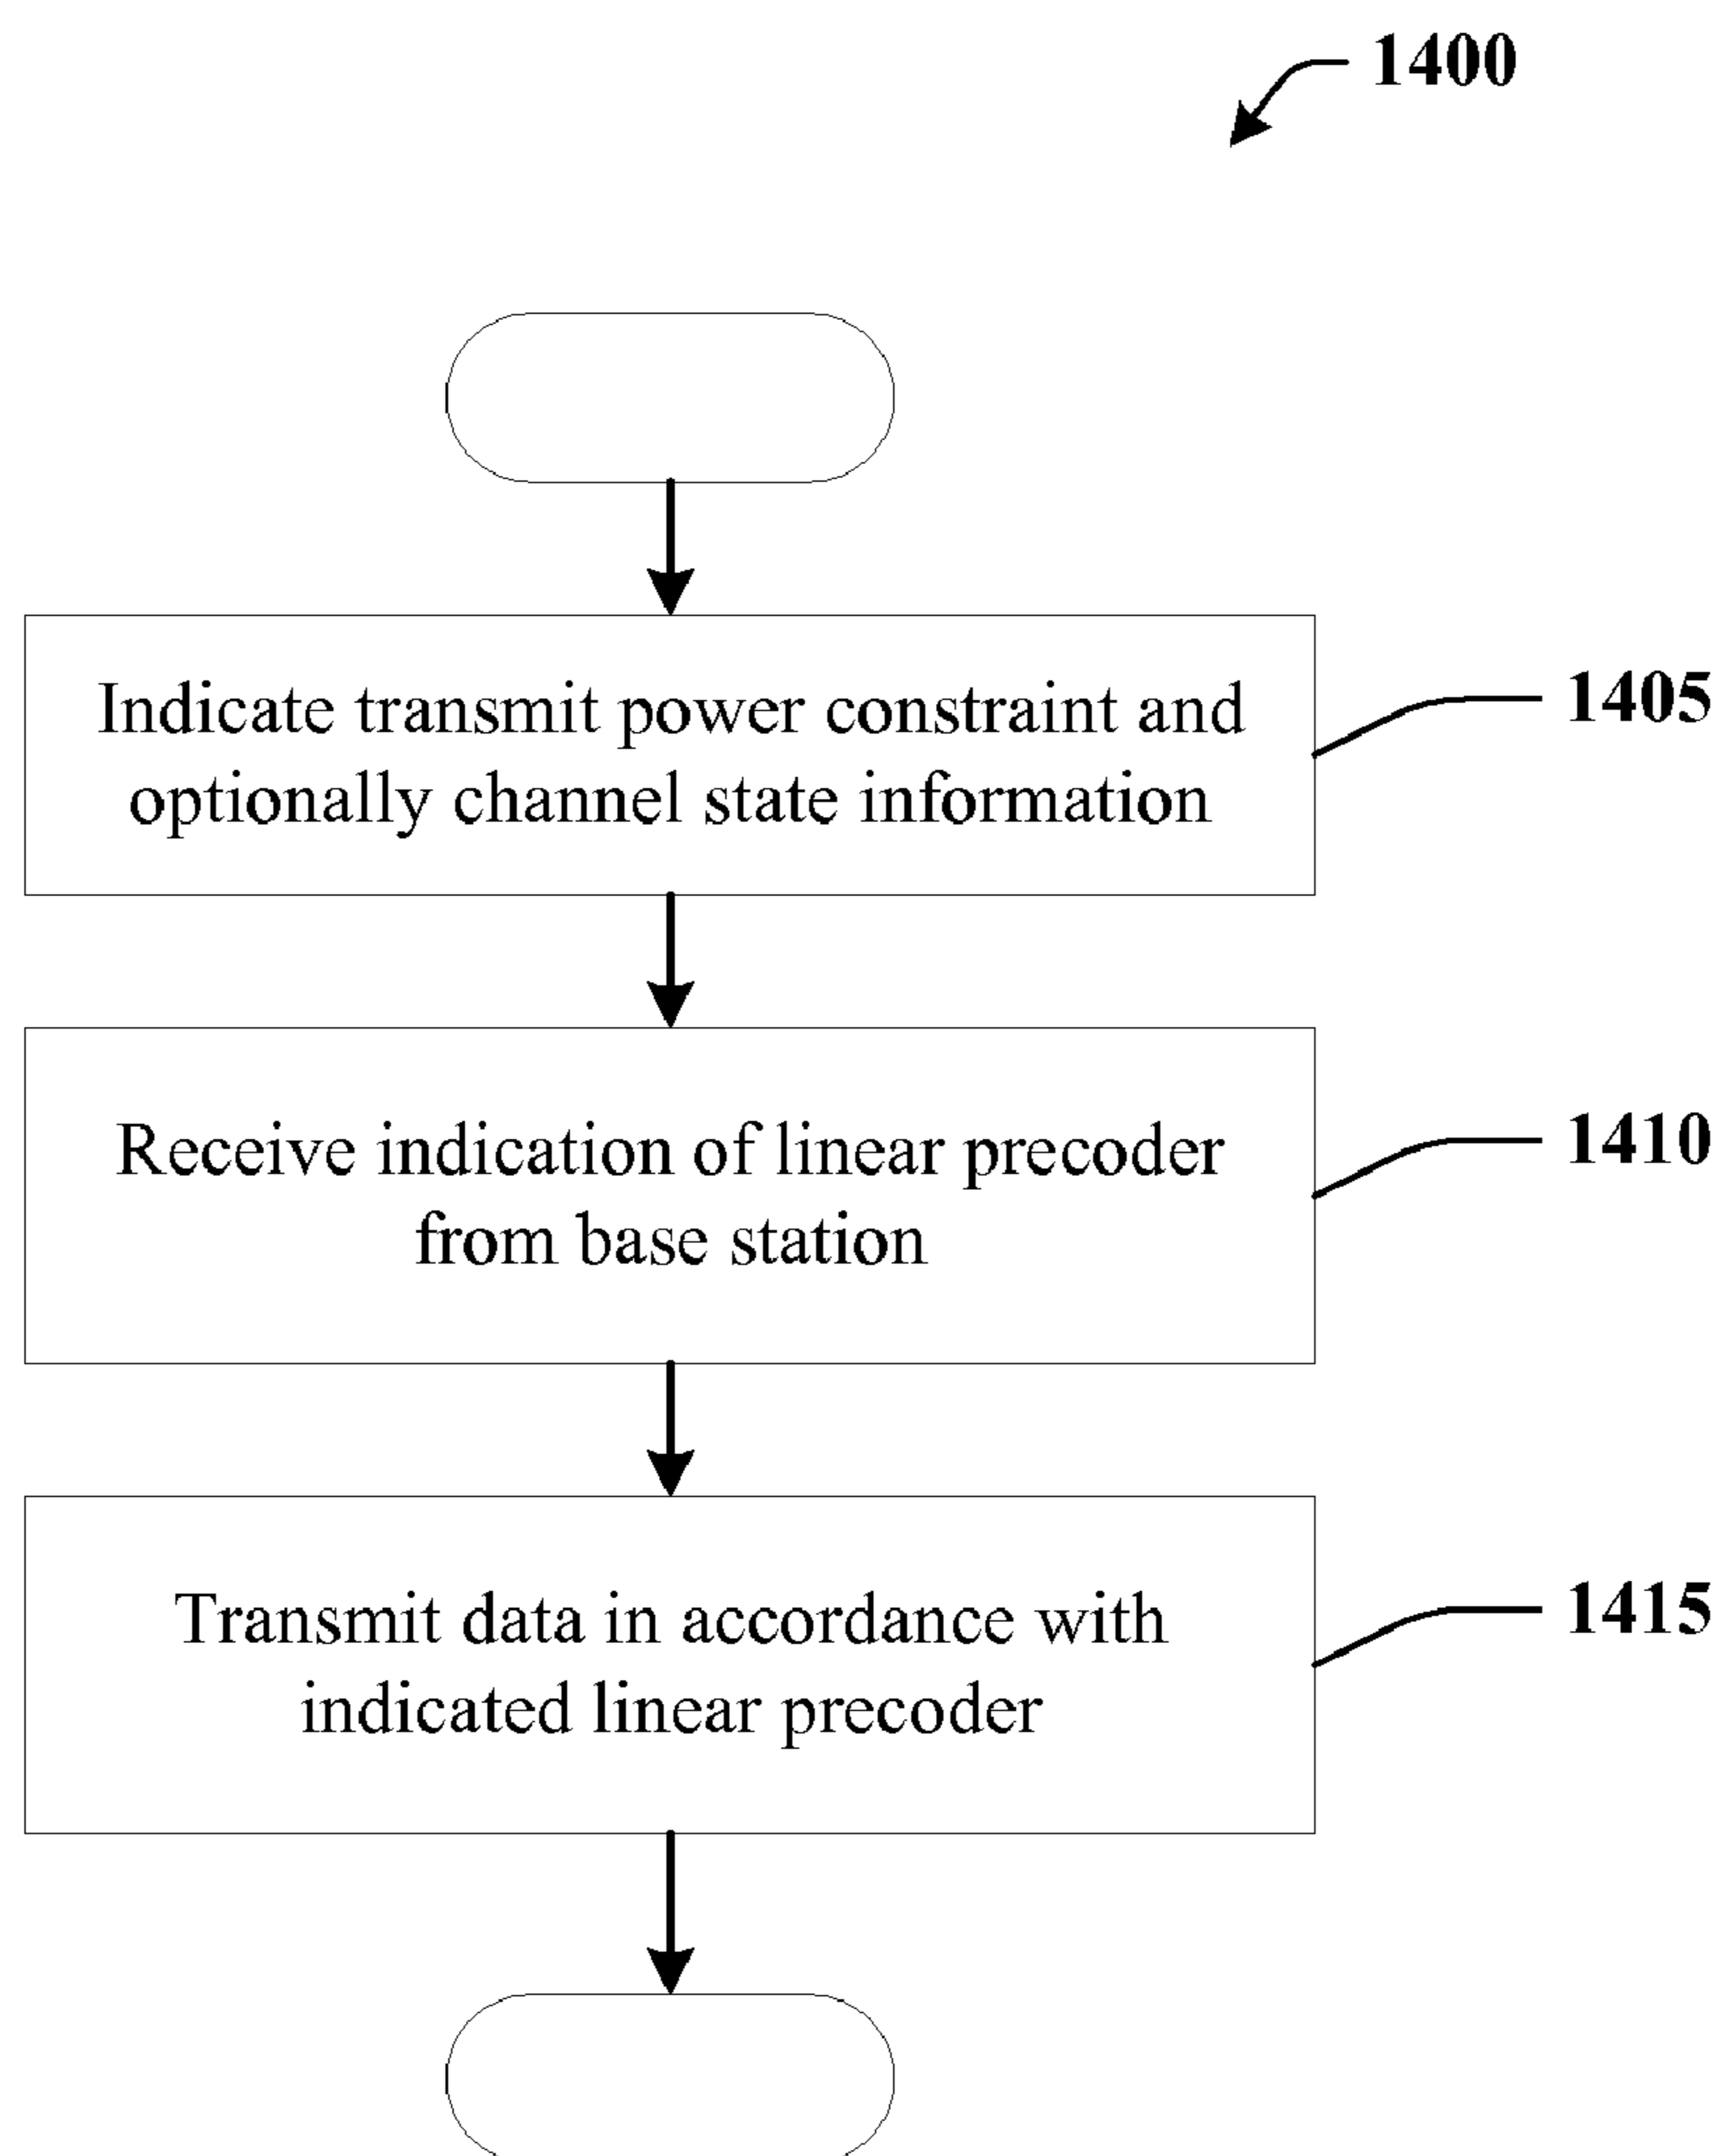 1400
Indicate transmit power constraint and
optionally channel state information
1405
Receive indication of linear precoder
from base station
1410
Transmit data in accordance with
indicated linear precoder
1415